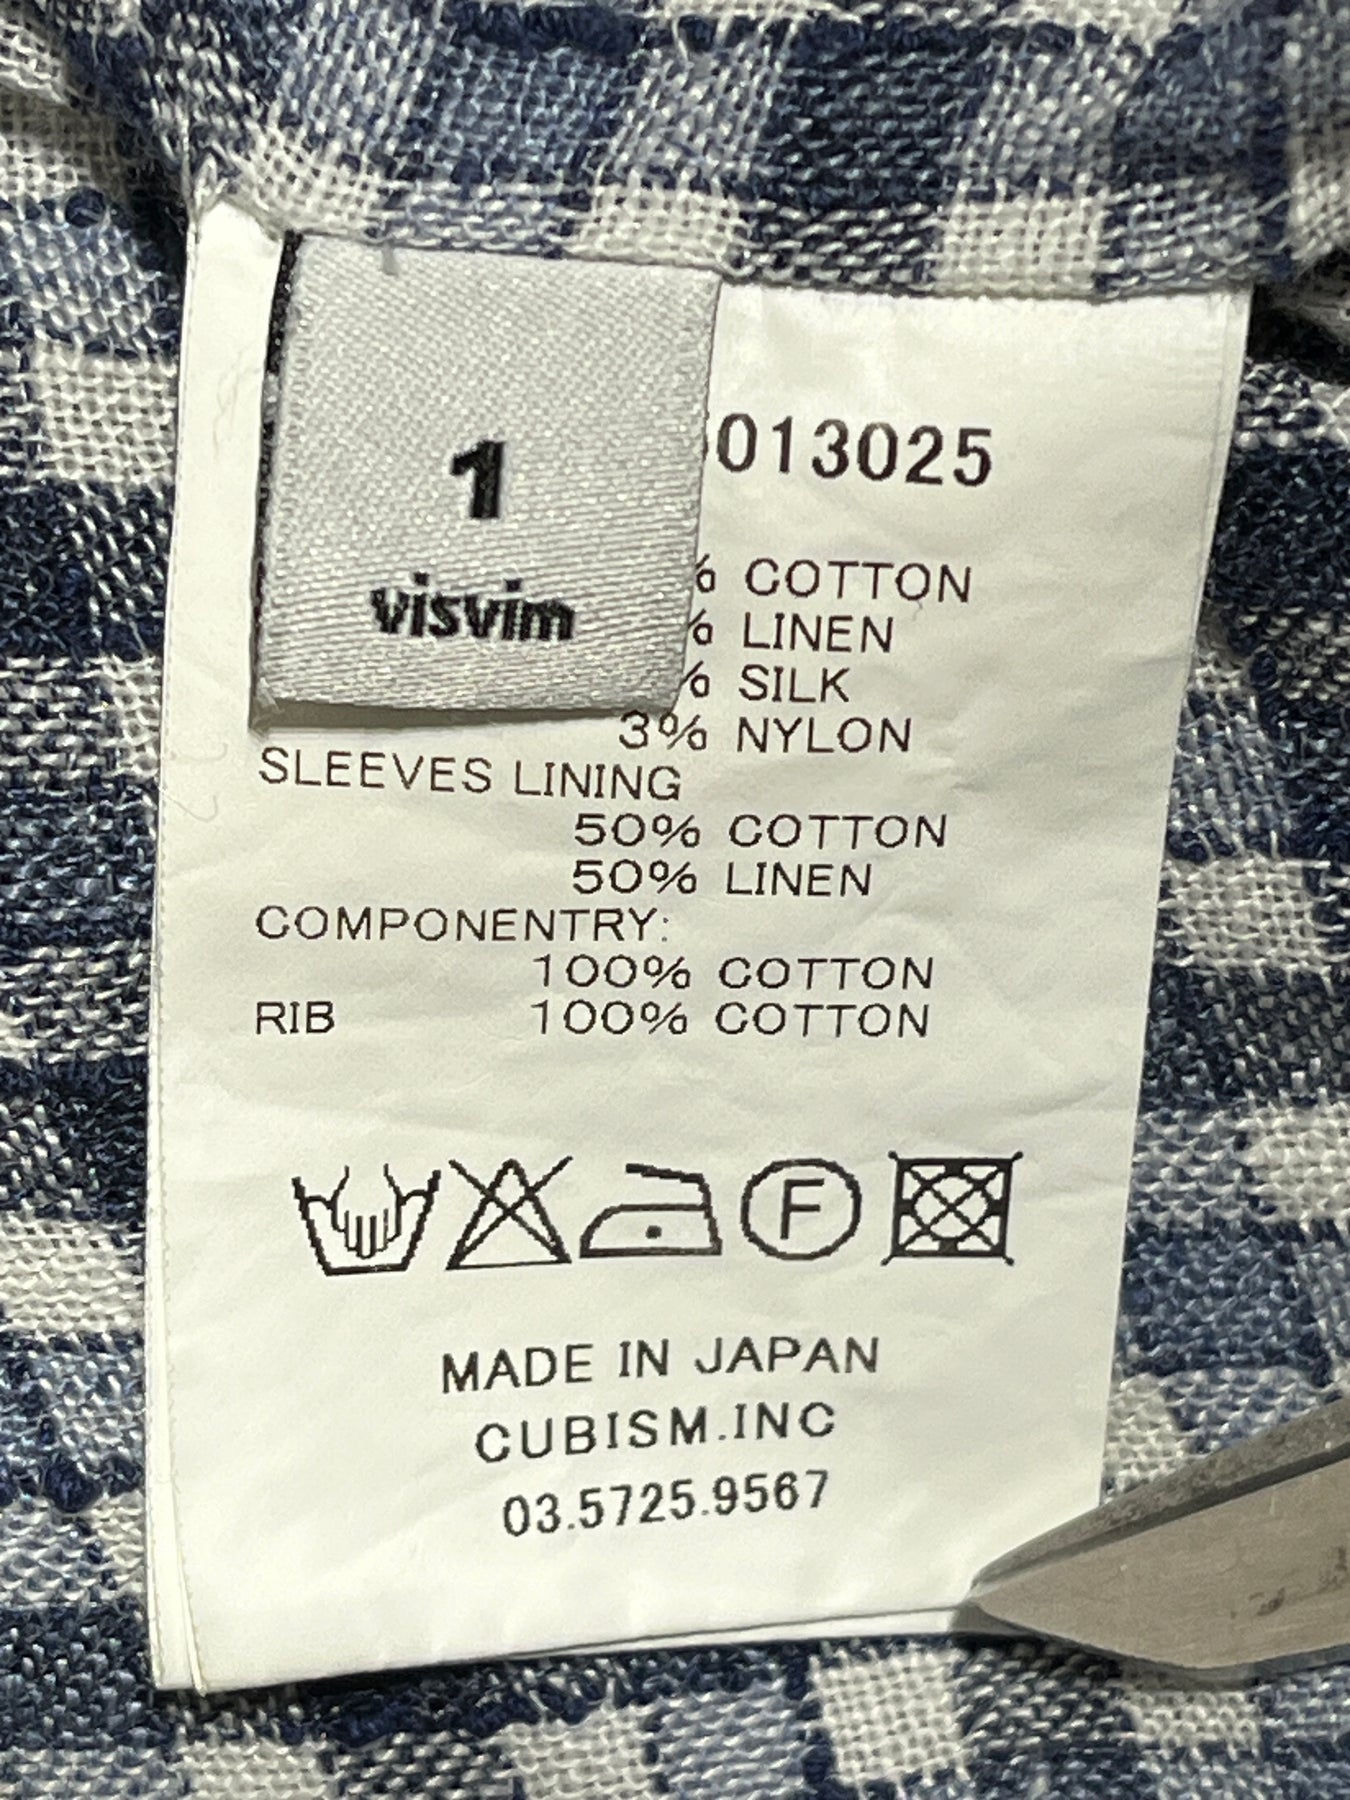 1
visvim
013025
% COTTON
% LINEN
% SILK
3% NYLON
SLEEVES LINING
50% COTTON
50% LINEN
COMPONENTRY:
100% COTTON
RIB 100% COTTON
F
MADE IN JAPAN
CUBISM.INC
03.5725.9567